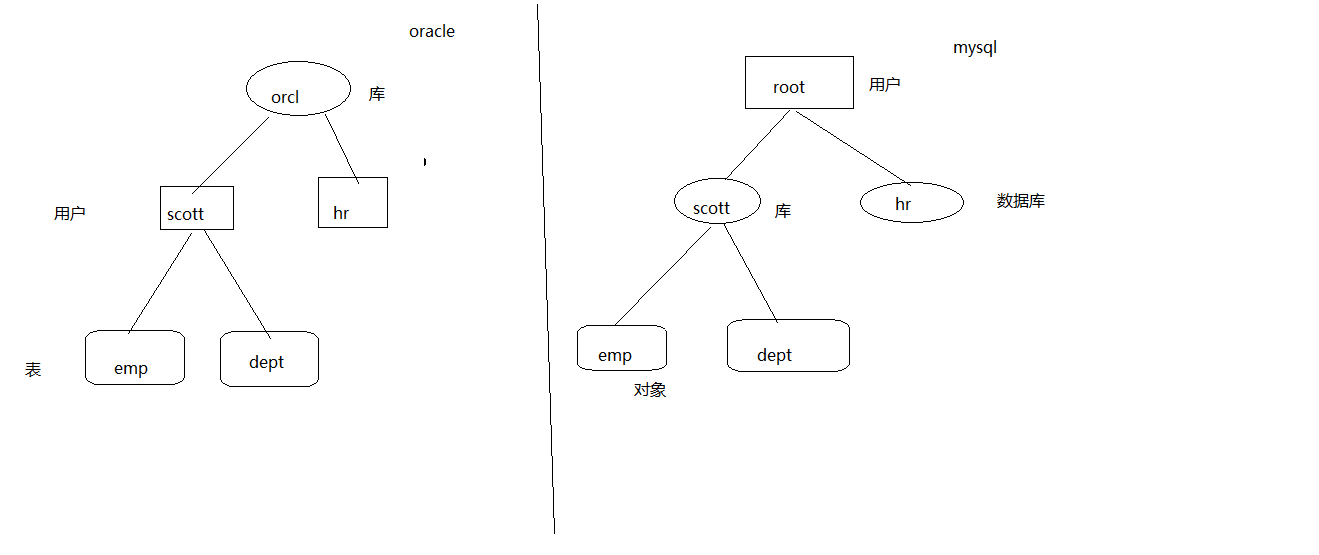 oracle
orcl
库
用户
scott
hr
表
emp
dept
mysql
root
用户
scott
库
hr
数据库
emp
dept
对象